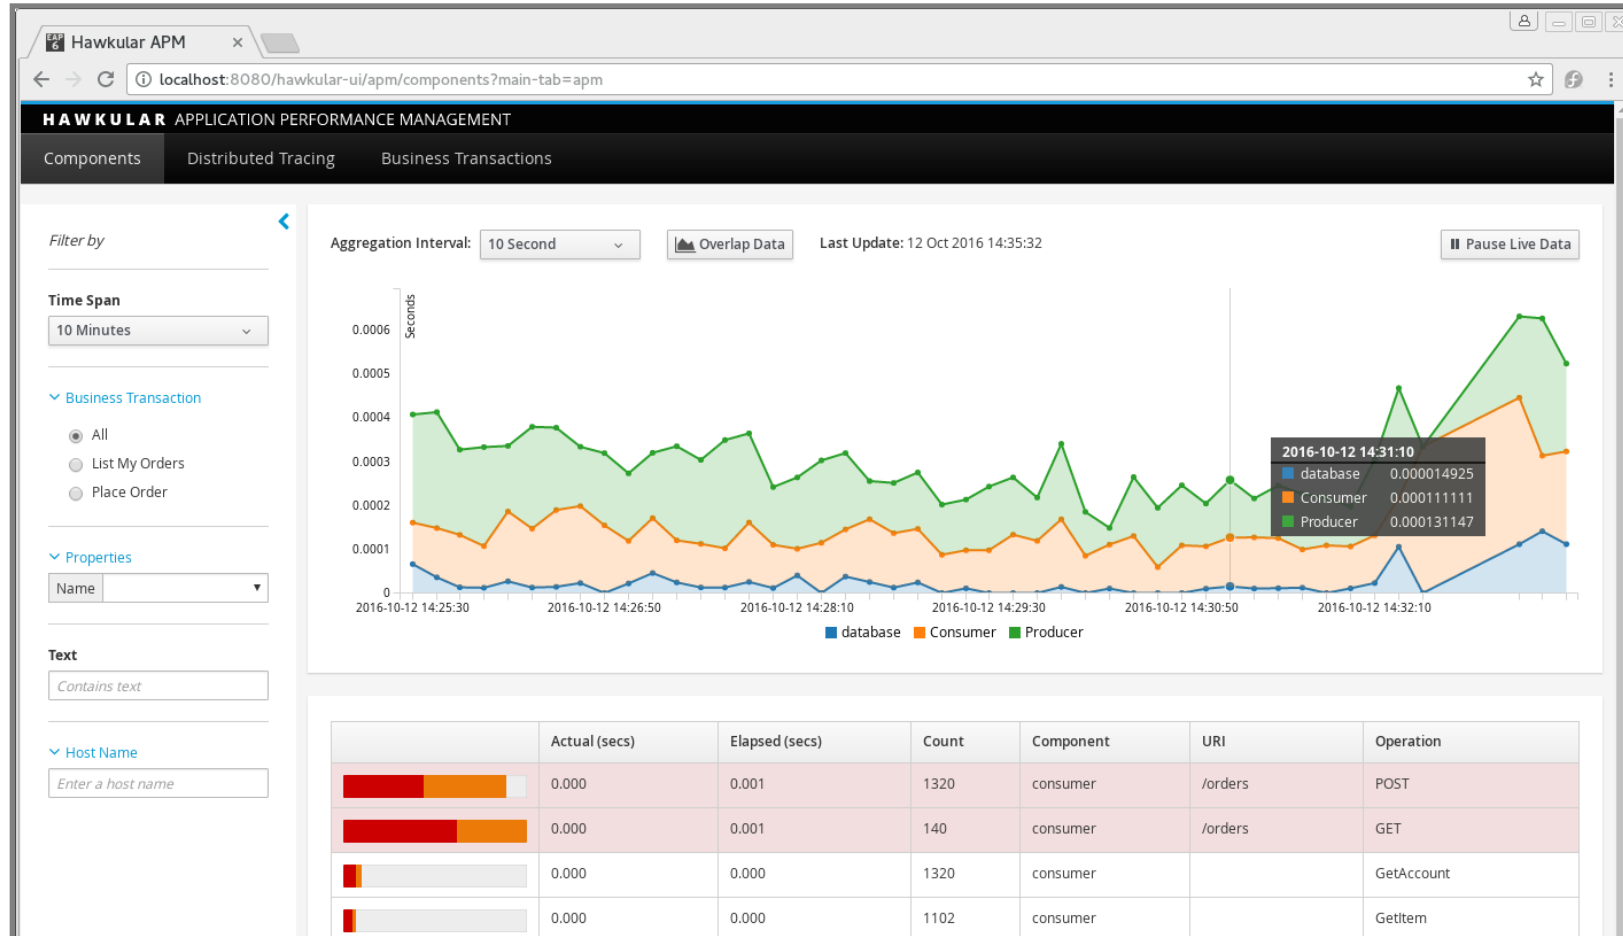 EAP 6 Hawkular APM
localhost:8080/hawkular-ui/apm/components?main-tab=apm
HAWKULAR APPLICATION PERFORMANCE MANAGEMENT
Components Distributed Tracing Business Transactions
Filter by
Time Span
10 Minutes
Business Transaction
All
List My Orders
Place Order
Properties
Name
Text
Contains text
Host Name
Enter a host name
Aggregation Interval: 10 Second Overlap Data Last Update: 12 Oct 2016 14:35:32 Pause Live Data
Seconds
0.0006
0.0005
0.0004
0.0003
0.0002
0.0001
0
2016-10-12 14:25:30 2016-10-12 14:26:50 2016-10-12 14:28:10 2016-10-12 14:29:30 2016-10-12 14:30:50 2016-10-12 14:32:10
2016-10-12 14:31:10
database 0.000014925
Consumer 0.000111111
Producer 0.000131147
database Consumer Producer
Actual (secs) Elapsed (secs) Count Component URI Operation
0.000 0.001 1320 consumer /orders POST
0.000 0.001 140 consumer /orders GET
0.000 0.000 1320 consumer GetAccount
0.000 0.000 1102 consumer GetItem